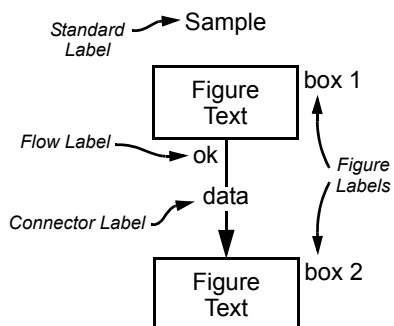 Standard
Label
Sample
Figure
Text
box 1
Flow Label
ok
Figure
Labels
data
Connector Label
box 2
Figure
Text